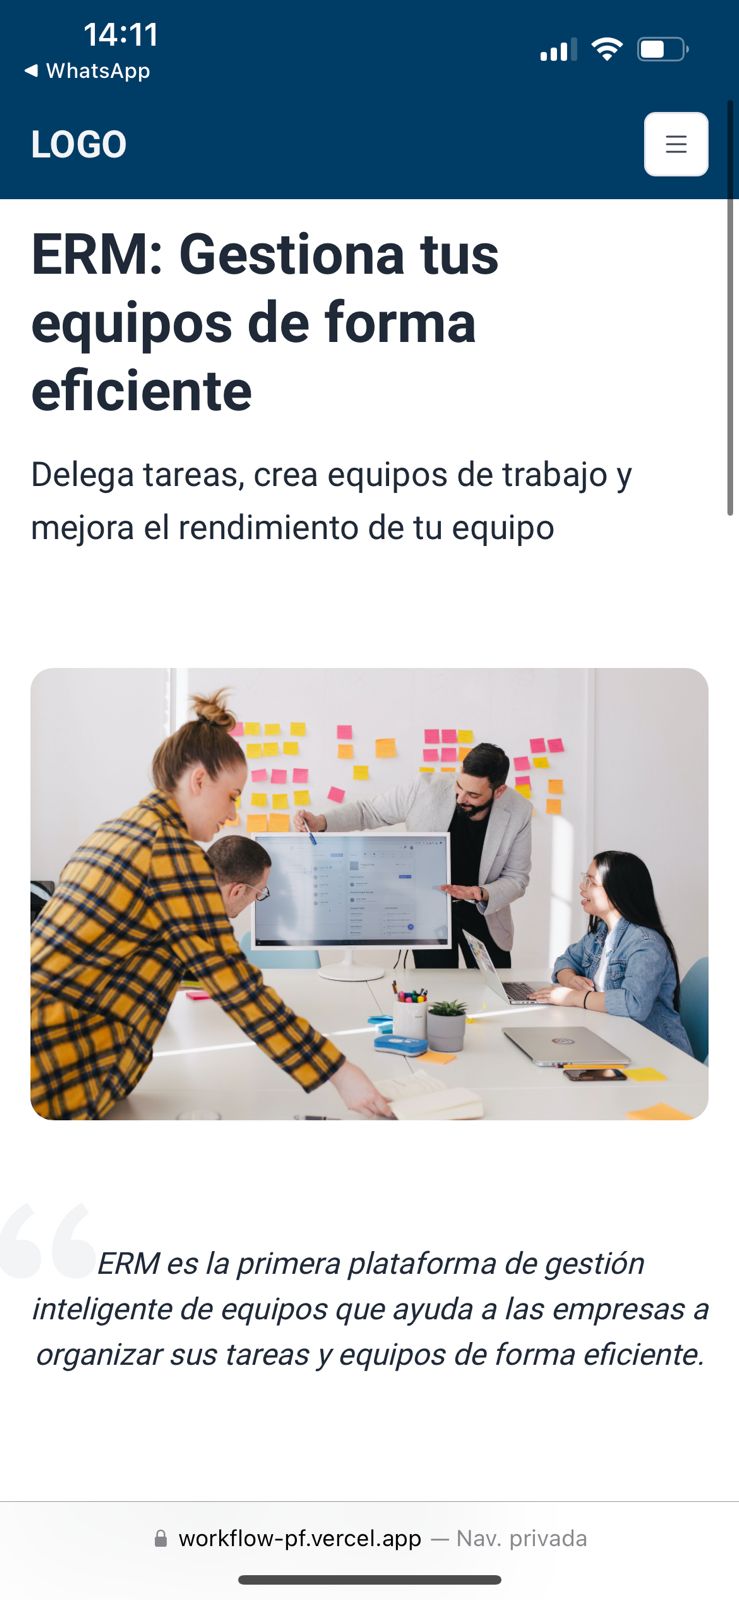 14:11
◀ WhatsApp
LOGO
ERM: Gestiona tus
equipos de forma
eficiente
Delega tareas, crea equipos de trabajo y
mejora el rendimiento de tu equipo
“
ERM es la primera plataforma de gestión
inteligente de equipos que ayuda a las empresas a
organizar sus tareas y equipos de forma eficiente.
workflow-pf.vercel.app — Nav. privada